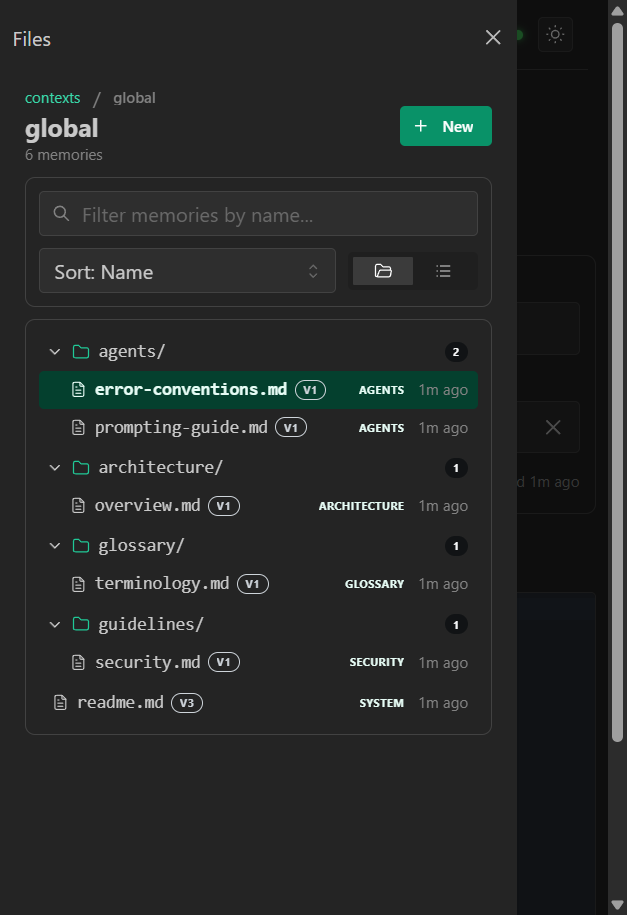 Files
contexts / global
global
6 memories
+ New
Filter memories by name...
Sort: Name
agents/ 2
error-conventions.md V1 AGENTS 1m ago
prompting-guide.md V1 AGENTS 1m ago
architecture/ 1
overview.md V1 ARCHITECTURE 1m ago
d 1m ago
glossary/ 1
terminology.md V1 GLOSSARY 1m ago
guidelines/ 1
security.md V1 SECURITY 1m ago
readme.md V3 SYSTEM 1m ago